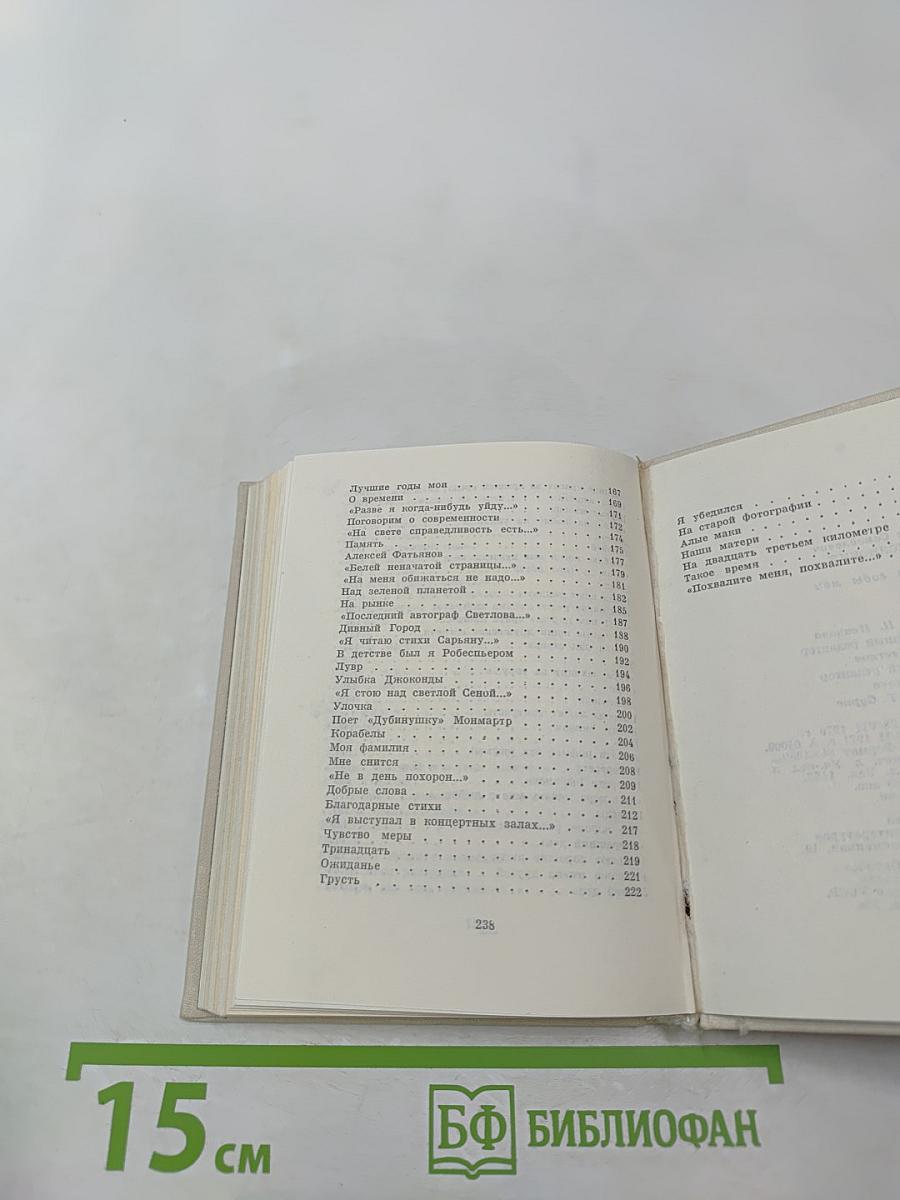 Лучшие годы мои . . . . . . . . . . 167
О времени . . . . . . . . . . . . 169
«Разве я когда-нибудь уйду...» . . . . . . 171
Поговорим о современности . . . . . . . 172
«На свете справедливость есть...» . . . . . 174
Память . . . . . . . . . . . . . 175
Алексей Фатьянов . . . . . . . . . . 177
«Белей неначатой страницы...» . . . . . . 179
«На меня обижаться не надо...» . . . . . . 181
Над зеленой планетой . . . . . . . . . 182
На рынке . . . . . . . . . . . . 185
«Последний автограф Светлова...» . . . . . 187
Дивный Город . . . . . . . . . . . 188
«Я читаю стихи Сарьяну...» . . . . . . . 190
В детстве был я Робеспьером . . . . . . 192
Лувр . . . . . . . . . . . . . . 194
Улыбка Джоконды . . . . . . . . . . 196
«Я стою над светлой Сеной...» . . . . . . 198
Улочка . . . . . . . . . . . . . 200
Поет «Дубинушку» Монмартр . . . . . . 202
Корабелы . . . . . . . . . . . . 204
Моя фамилия . . . . . . . . . . . 206
Мне снится . . . . . . . . . . . . 208
«Не в день похорон...» . . . . . . . . 209
Добрые слова . . . . . . . . . . . 211
Благодарные стихи . . . . . . . . . . 212
«Я выступал в концертных залах...» . . . . 217
Чувство меры . . . . . . . . . . . 218
Тринадцать . . . . . . . . . . . . 219
Ожиданье . . . . . . . . . . . . 221
Грусть . . . . . . . . . . . . . 222
238
Я убедился . . . . . . .
На старой фотографии . . . .
Алые маки . . . . . . .
Наши матери . . . . . . .
На двадцать третьем километре
Такое время . . . . . . .
«Похвалите меня, похвалите...» .
15 см
БФ БИБЛИОФАН